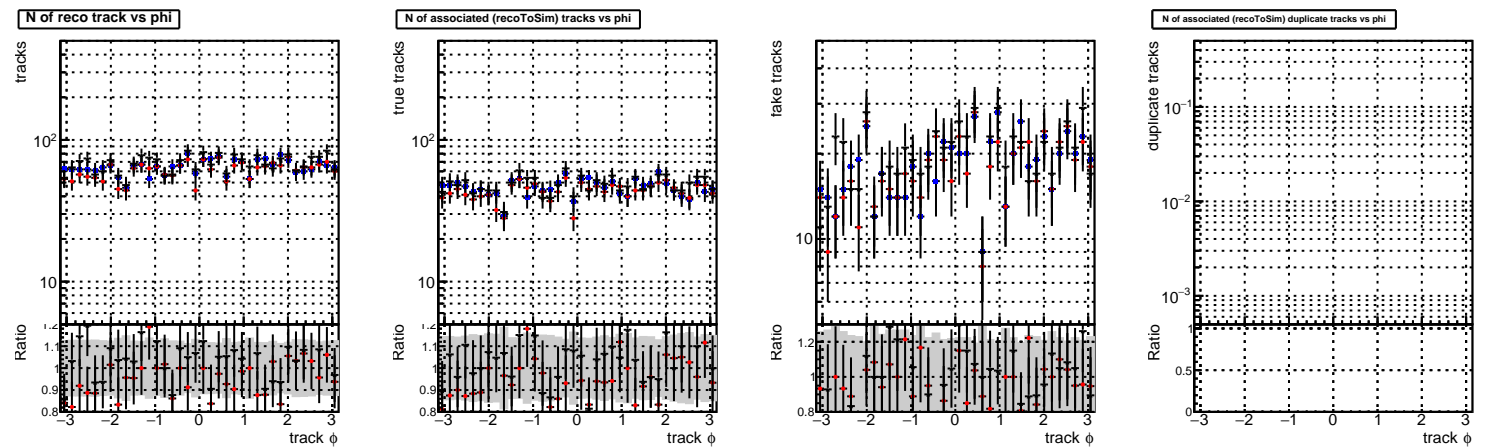 N of reco track vs phi
tracks
10²
10
Ratio
1.2
1.1
1
0.9
0.8
−3 −2 −1 0 1 2 3
track ϕ
N of associated (recoToSim) tracks vs phi
true tracks
10²
10
Ratio
1.2
1.1
1
0.9
0.8
−3 −2 −1 0 1 2 3
track ϕ
fake tracks
10
Ratio
1.2
1
0.8
−3 −2 −1 0 1 2 3
track ϕ
N of associated (recoToSim) duplicate tracks vs phi
duplicate tracks
10⁻¹
10⁻²
10⁻³
Ratio
1
0.5
0
−3 −2 −1 0 1 2 3
track ϕ